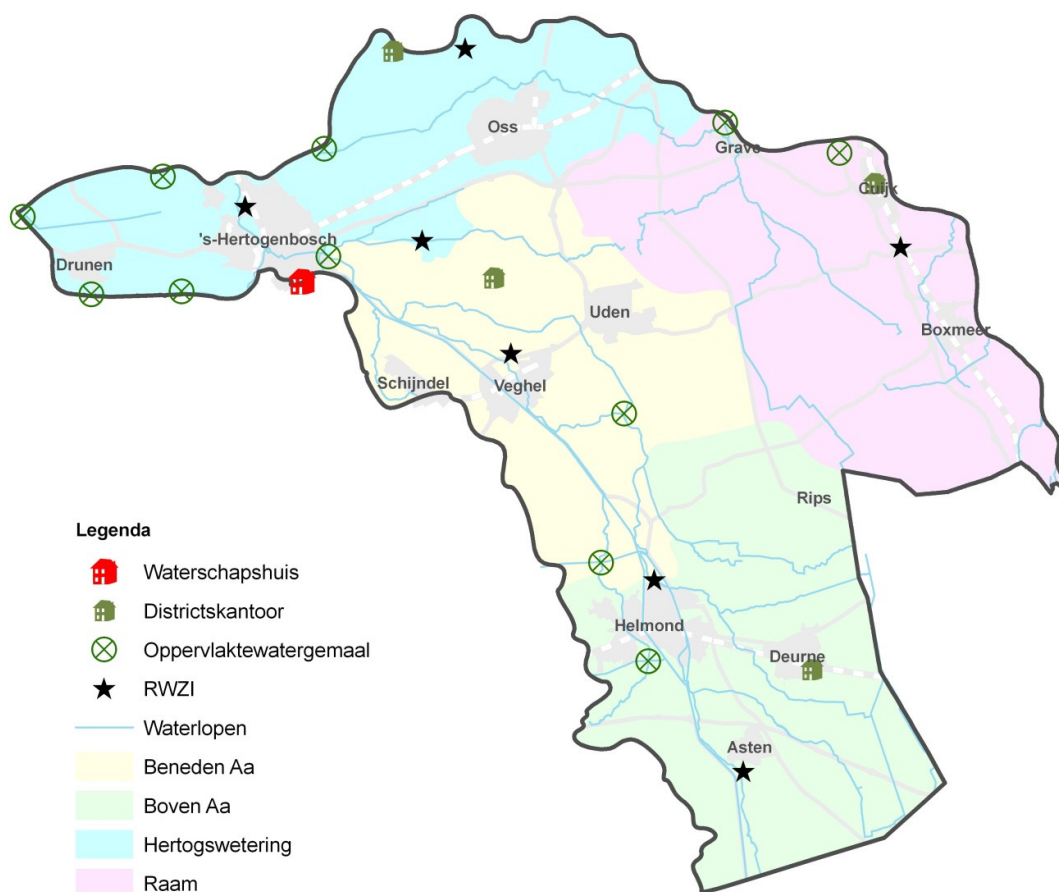 Oss
Grave
Cuijk
's-Hertogenbosch
Drunen
Uden
Boxmeer
Schijndel
Veghel
Rips
Helmond
Deurne
Asten
Legenda
Waterschapshuis
Districtskantoor
Oppervlaktewatergemaal
RWZI
Waterlopen
Beneden Aa
Boven Aa
Hertogswetering
Raam